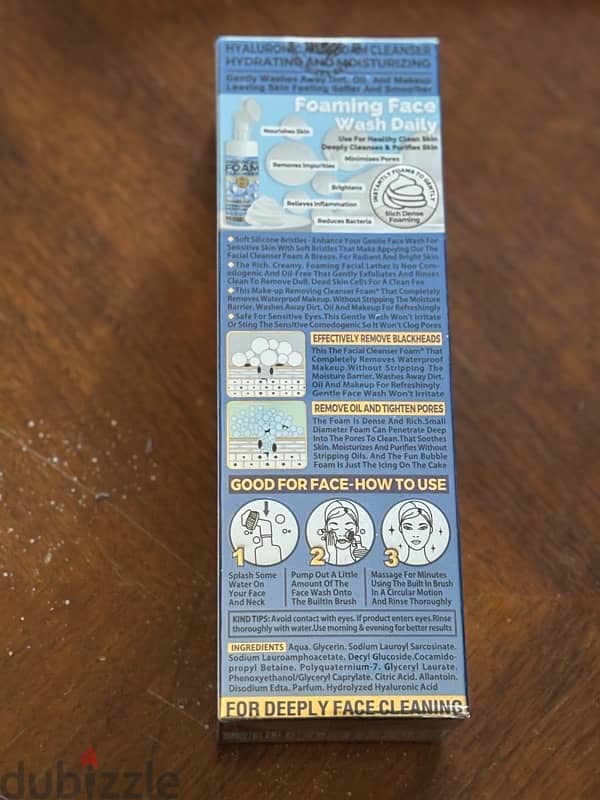 HYDRATING AND MOISTURIZING
Gently Washes Away Dirt, Oil, And Makeup
Leaving Skin Feeling Softer And Smoother
Foaming Face
Wash Daily
Use For Healthy Clean Skin
Deeply Cleanses & Purifies Skin
Nourishes Skin
Minimises Pores
Removes Impurities
Brightens
Relieves Inflammation
Reduces Bacteria
FOAM
INSTANTLY FOAMS TO GENTLY
Rich Dense
Foaming
Soft Silicone Bristles - Enhance Your Gentle Face Wash For
Sensitive Skin With Soft Bristles That Make Applying Our The
Facial Cleanser Foam A Breeze. For Radiant And Bright Skin
The Rich, Creamy, Foaming Facial Lather Is Non Com-
edogenic And Oil-Free That Gently Exfoliates And Rinses
Clean To Remove Dull, Dead Skin Cells For A Clean Fee
This Make-up Removing Cleanser Foam* That Completely
Removes Waterproof Makeup. Without Stripping The Moisture
Barrier, Washes Away Dirt, Oil And Makeup For Refreshingly
Safe For Sensitive Eyes.This Gentle Wash Won't Irritate
Or Sting The Sensitive Comedogenic So It Won't Clog Pores
EFFECTIVELY REMOVE BLACKHEADS
This The Facial Cleanser Foam* That
Completely Removes Waterproof
Makeup,Without Stripping The
Moisture Barrier. Washes Away Dirt,
Oil And Makeup For Refreshingly
Gentle Face Wash Won't Irritate
REMOVE OIL AND TIGHTEN PORES
The Foam Is Dense And Rich.Small
Diameter Foam Can Penetrate Deep
Into The Pores To Clean.That Soothes
Skin, Moisturizes And Purifies Without
Stripping Oils. And The Fun Bubble
Foam Is Just The Icing On The Cake
GOOD FOR FACE-HOW TO USE
1
2
3
Splash Some
Water On
Your Face
And Neck
Pump Out A Little
Amount Of The
Face Wash Onto
The Builtln Brush
Massage For Minutes
Using The Built In Brush
In A Circular Motion
And Rinse Thoroughly
KIND TIPS: Avoid contact with eyes. If product enters eyes.Rinse
thoroughly with water.Use morning & evening for better results
INGREDIENTS Aqua, Glycerin, Sodium Lauroyl Sarcosinate,
Sodium Lauroamphoacetate, Decyl Glucoside.Cocamido-
propyl Betaine, Polyquaternium-7, Glyceryl Laurate,
Phenoxyethanol/Glyceryl Caprylate, Citric Acid, Allantoin,
Disodium Edta, Parfum, Hydrolyzed Hyaluronic Acid
FOR DEEPLY FACE CLEANING
dubizzle